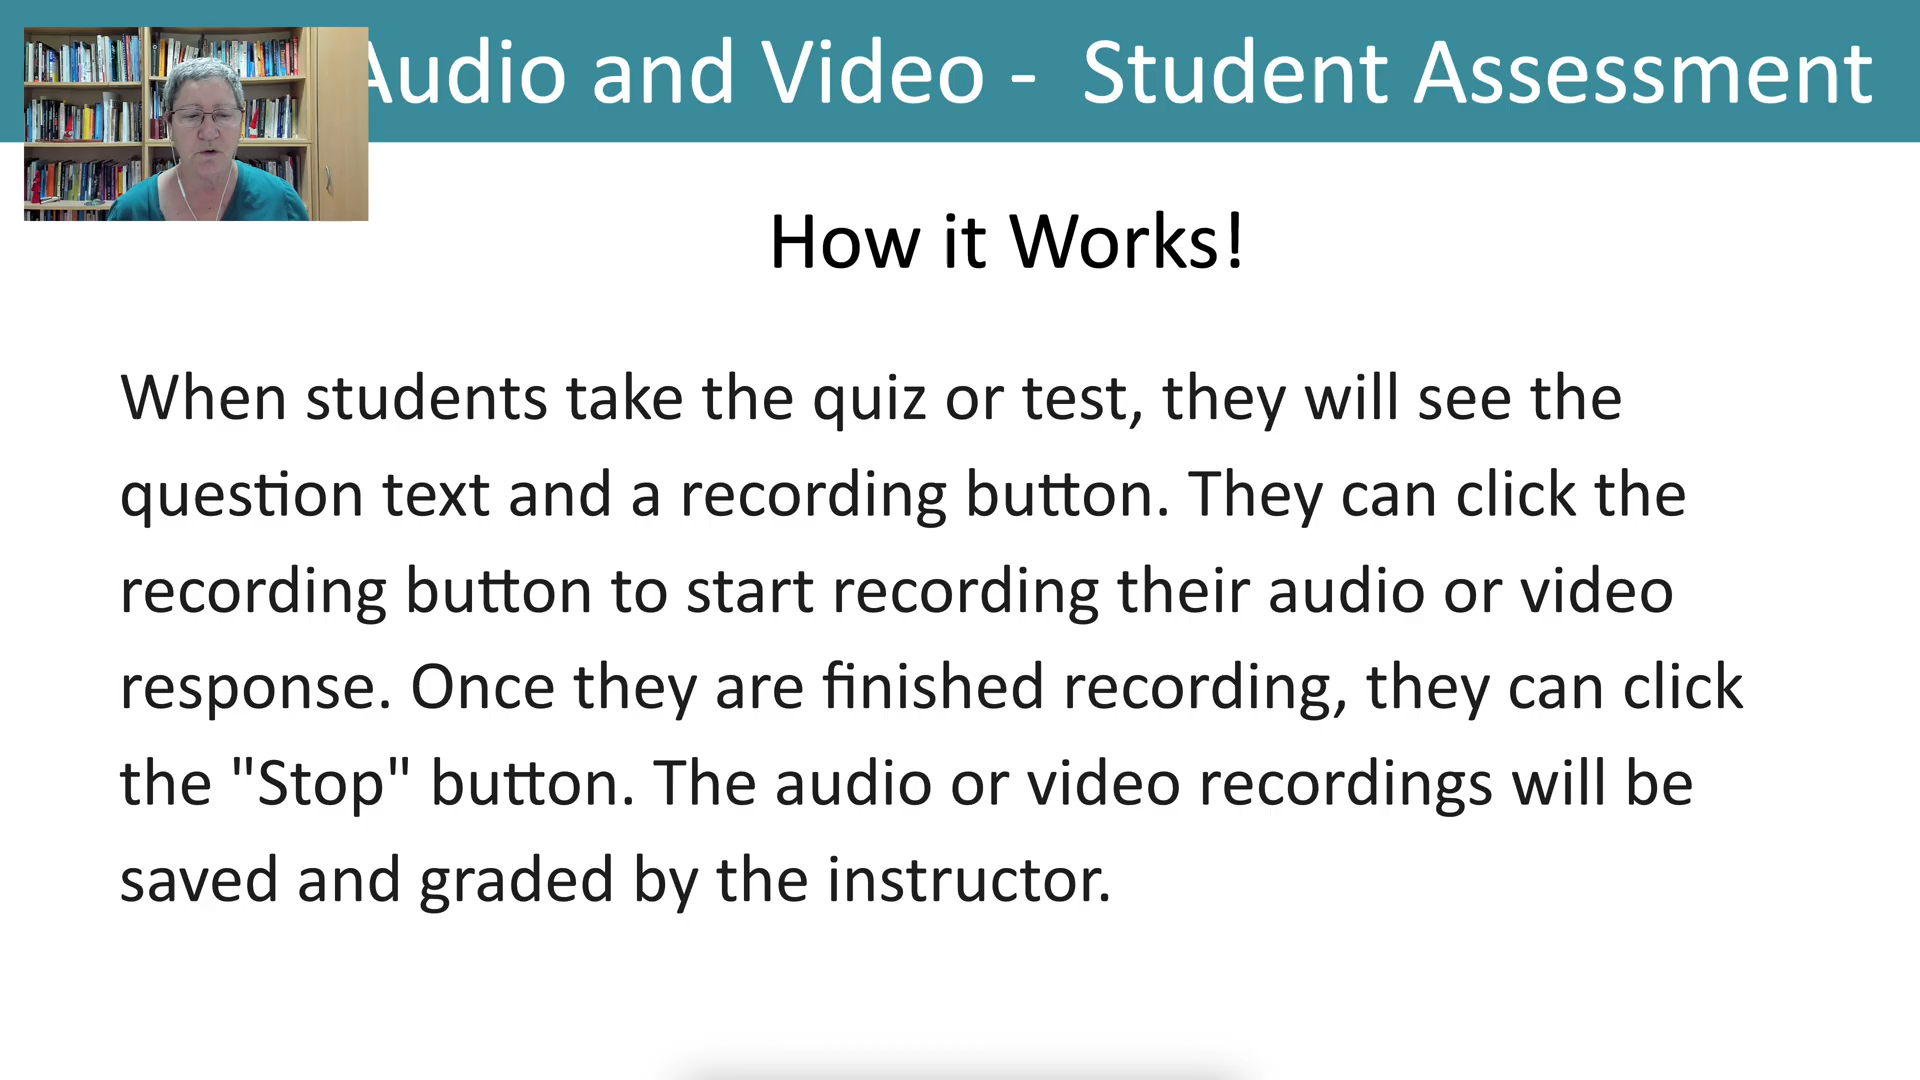 Audio and Video - Student Assessment
How it Works!
When students take the quiz or test, they will see the
question text and a recording button. They can click the
recording button to start recording their audio or video
response. Once they are finished recording, they can click
the "Stop" button. The audio or video recordings will be
saved and graded by the instructor.